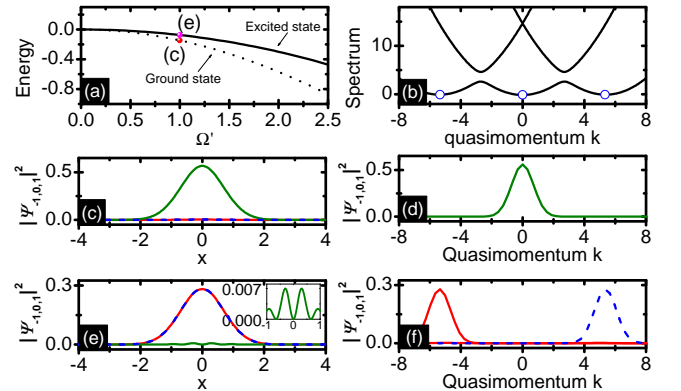 Energy
0.0
-0.4
-0.8
(a)
(e)
(c)
Excited state
Ground state
0.0 0.5 1.0 1.5 2.0 2.5
Ω'
Spectrum
10
0
(b)
-8 -4 0 4 8
quasimomentum k
|Ψ-1,0,1|²
0.5
0.0
(c)
-4 -2 0 2 4
x
|Ψ-1,0,1|²
0.5
0.0
(d)
-8 -4 0 4 8
Quasimomentum k
|Ψ-1,0,1|²
0.3
0.0
(e)
0.007
0.000
-1 0 1
-4 -2 0 2 4
x
|Ψ-1,0,1|²
0.3
0.0
(f)
-8 -4 0 4 8
Quasimomentum k